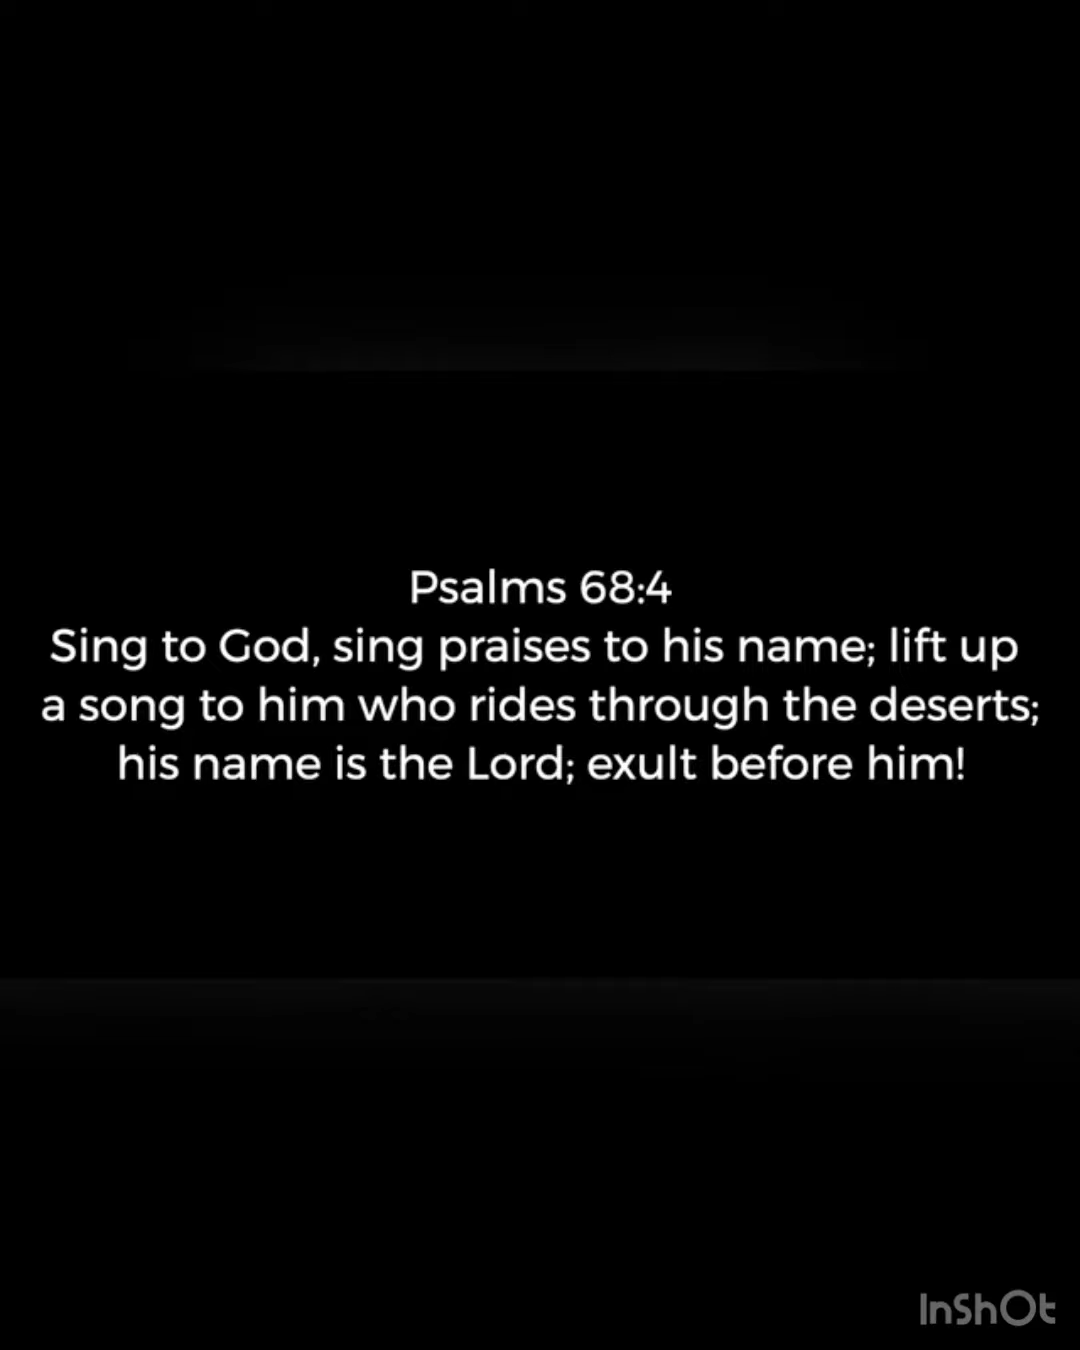 Psalms 68:4
Sing to God, sing praises to his name; lift up
a song to him who rides through the deserts;
his name is the Lord; exult before him!
InShOt